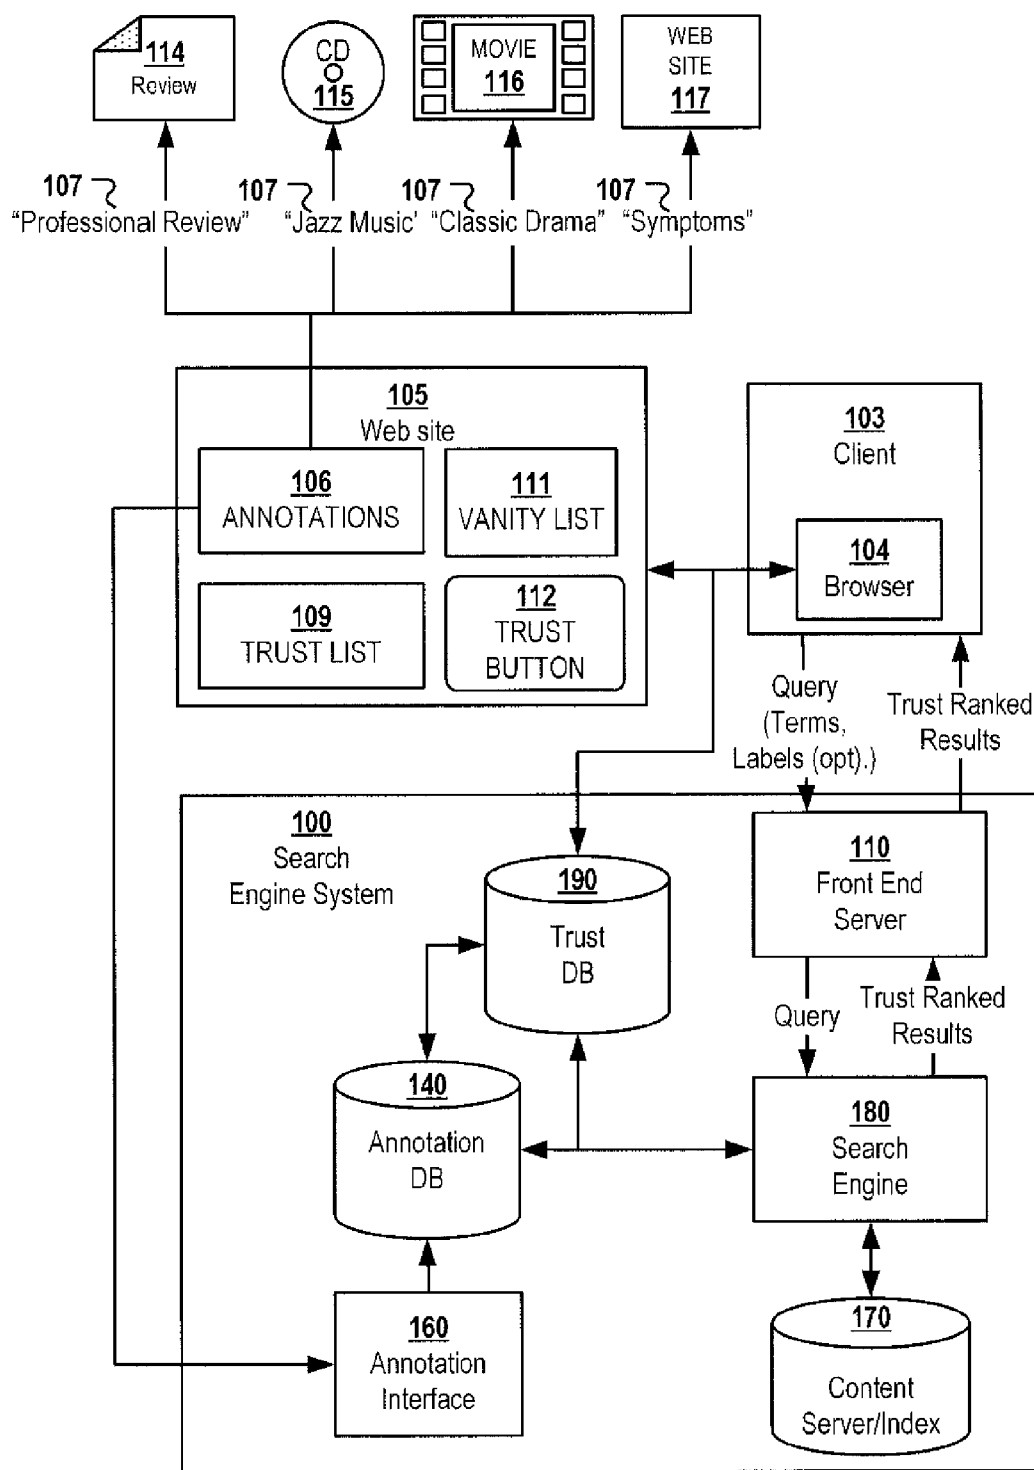 114
Review
CD
115
MOVIE
116
WEB
SITE
117
107
107
107
107
“Professional Review”
“Jazz Music'
“Classic Drama”
“Symptoms”
105
Web site
106
ANNOTATIONS
111
VANITY LIST
109
TRUST LIST
112
TRUST
BUTTON
103
Client
104
Browser
Query
(Terms,
Labels (opt).)
Trust Ranked
Results
100
Search
Engine System
190
Trust
DB
110
Front End
Server
Query
Trust Ranked
Results
140
Annotation
DB
180
Search
Engine
160
Annotation
Interface
170
Content
Server/Index